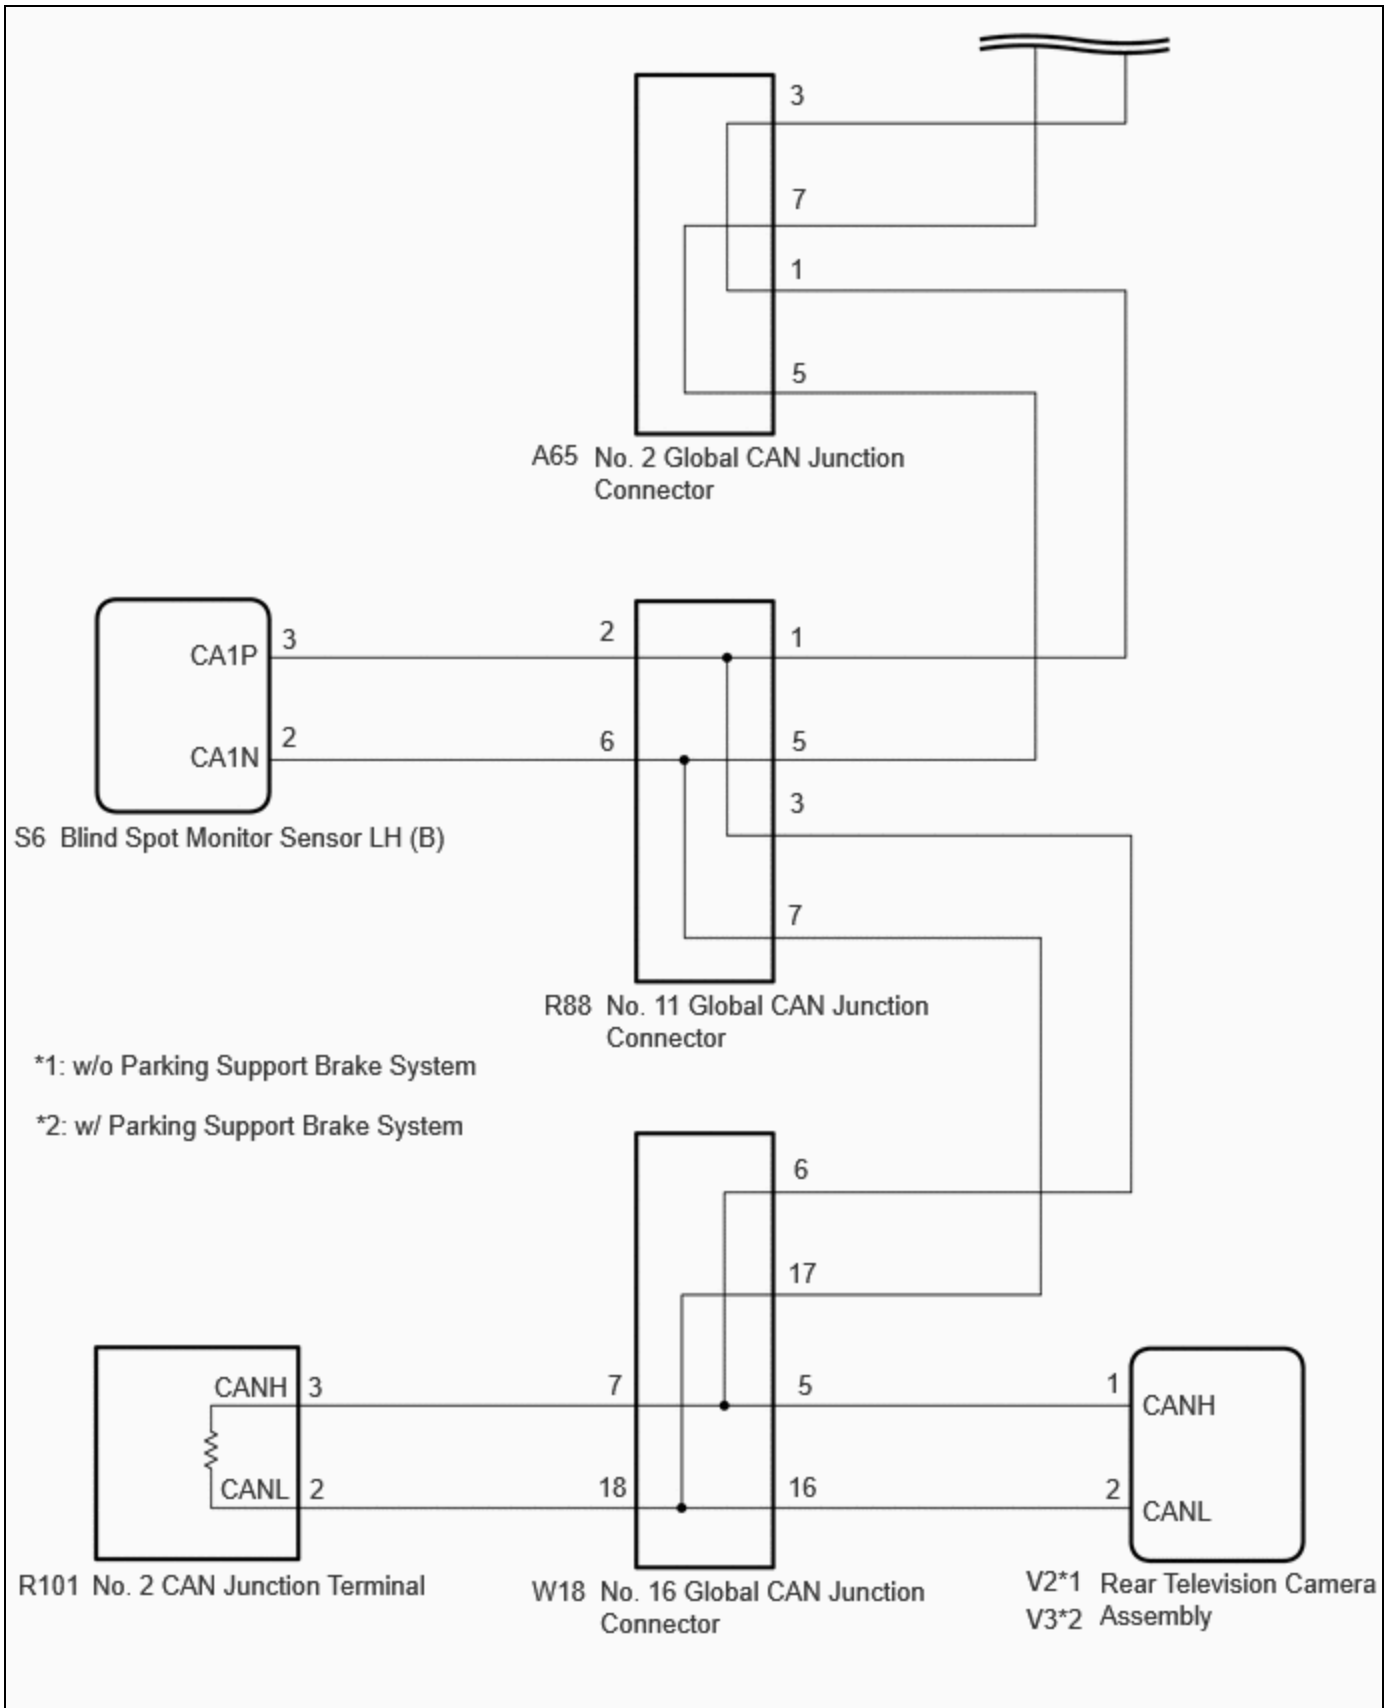 3
7
1
5
A65 No. 2 Global CAN Junction
Connector
CA1P 3 2 1
CA1N 2 6 5
3
S6 Blind Spot Monitor Sensor LH (B)
7
R88 No. 11 Global CAN Junction
Connector
*1: w/o Parking Support Brake System
*2: w/ Parking Support Brake System
6
17
CANH 3 7 5 1 CANH
CANL 2 18 16 2 CANL
R101 No. 2 CAN Junction Terminal
W18 No. 16 Global CAN Junction
Connector
V2*1 Rear Television Camera
V3*2 Assembly